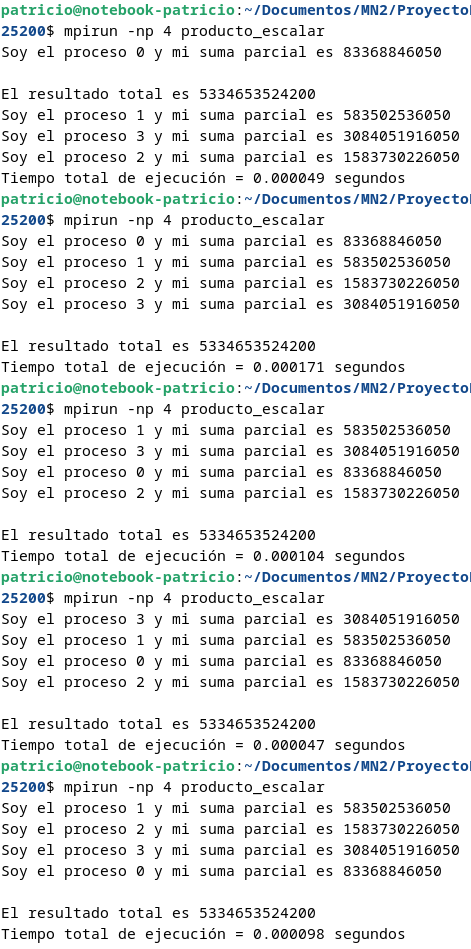 patricio@notebook-patricio:~/Documentos/MN2/Proyecto
25200$ mpirun -np 4 producto_escalar
Soy el proceso 0 y mi suma parcial es 83368846050

El resultado total es 5334653524200
Soy el proceso 1 y mi suma parcial es 583502536050
Soy el proceso 3 y mi suma parcial es 3084051916050
Soy el proceso 2 y mi suma parcial es 1583730226050
Tiempo total de ejecución = 0.000049 segundos
patricio@notebook-patricio:~/Documentos/MN2/Proyecto
25200$ mpirun -np 4 producto_escalar
Soy el proceso 0 y mi suma parcial es 83368846050
Soy el proceso 1 y mi suma parcial es 583502536050
Soy el proceso 2 y mi suma parcial es 1583730226050
Soy el proceso 3 y mi suma parcial es 3084051916050

El resultado total es 5334653524200
Tiempo total de ejecución = 0.000171 segundos
patricio@notebook-patricio:~/Documentos/MN2/Proyecto
25200$ mpirun -np 4 producto_escalar
Soy el proceso 1 y mi suma parcial es 583502536050
Soy el proceso 3 y mi suma parcial es 3084051916050
Soy el proceso 0 y mi suma parcial es 83368846050
Soy el proceso 2 y mi suma parcial es 1583730226050

El resultado total es 5334653524200
Tiempo total de ejecución = 0.000104 segundos
patricio@notebook-patricio:~/Documentos/MN2/Proyecto
25200$ mpirun -np 4 producto_escalar
Soy el proceso 3 y mi suma parcial es 3084051916050
Soy el proceso 1 y mi suma parcial es 583502536050
Soy el proceso 0 y mi suma parcial es 83368846050
Soy el proceso 2 y mi suma parcial es 1583730226050

El resultado total es 5334653524200
Tiempo total de ejecución = 0.000047 segundos
patricio@notebook-patricio:~/Documentos/MN2/Proyecto
25200$ mpirun -np 4 producto_escalar
Soy el proceso 1 y mi suma parcial es 583502536050
Soy el proceso 2 y mi suma parcial es 1583730226050
Soy el proceso 3 y mi suma parcial es 3084051916050
Soy el proceso 0 y mi suma parcial es 83368846050

El resultado total es 5334653524200
Tiempo total de ejecución = 0.000098 segundos